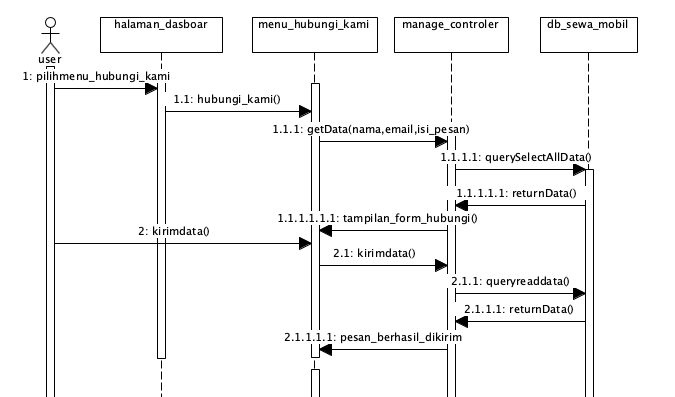 halaman_dasboar
menu_hubungi_kami
manage_controler
db_sewa_mobil
user
1: pilihmenu_hubungi_kami
1.1: hubungi_kami()
1.1.1: getData(nama,email,isi_pesan)
1.1.1.1: querySelectAllData()
1.1.1.1.1: returnData()
1.1.1.1.1.1: tampilan_form_hubungi()
2: kirimdata()
2.1: kirimdata()
2.1.1: queryreaddata()
2.1.1.1: returnData()
2.1.1.1.1: pesan_berhasil_dikirim